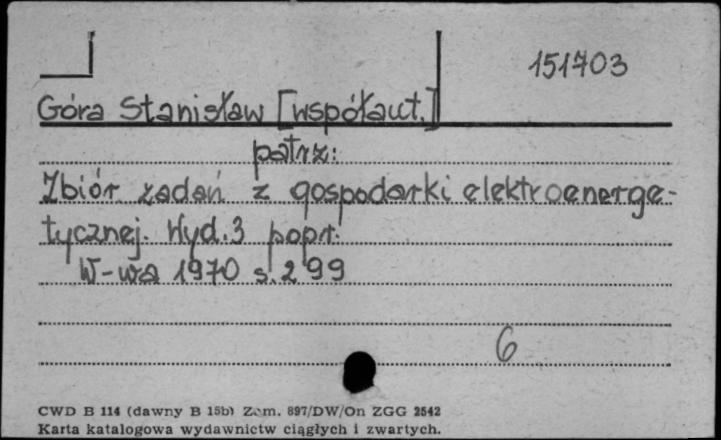 151703
Góra Stanisław [współaut.]
patrz:
Zbiór zadań z gospodarki elektroenerge-
tycznej. Wyd.3 popr.
W-wa 1970 s.299
6
CWD B 114 (dawny B 15b) Zam. 897/DW/On ZGG 2542
Karta katalogowa wydawnictw ciągłych i zwartych.